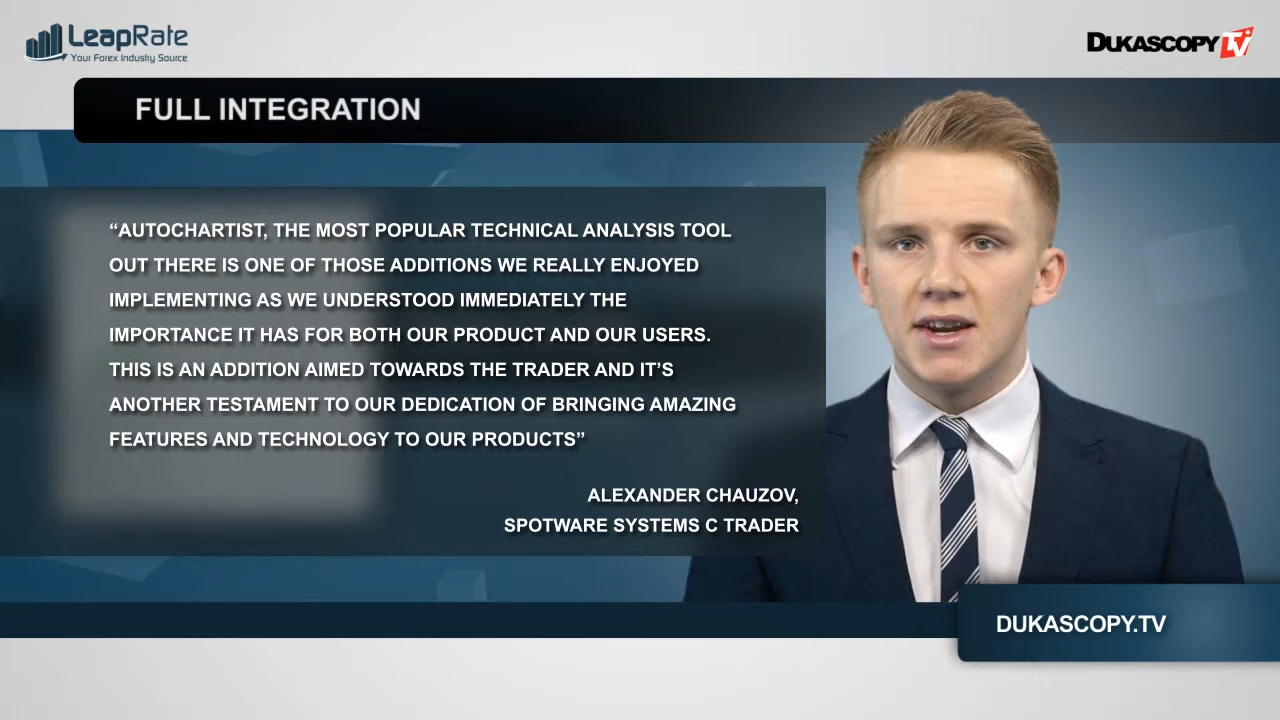 LeapRate
Your Forex Industry Source
DUKASCOPY TV
FULL INTEGRATION
“AUTOCHARTIST, THE MOST POPULAR TECHNICAL ANALYSIS TOOL
OUT THERE IS ONE OF THOSE ADDITIONS WE REALLY ENJOYED
IMPLEMENTING AS WE UNDERSTOOD IMMEDIATELY THE
IMPORTANCE IT HAS FOR BOTH OUR PRODUCT AND OUR USERS.
THIS IS AN ADDITION AIMED TOWARDS THE TRADER AND IT’S
ANOTHER TESTAMENT TO OUR DEDICATION OF BRINGING AMAZING
FEATURES AND TECHNOLOGY TO OUR PRODUCTS”
ALEXANDER CHAUZOV,
SPOTWARE SYSTEMS C TRADER
DUKASCOPY.TV